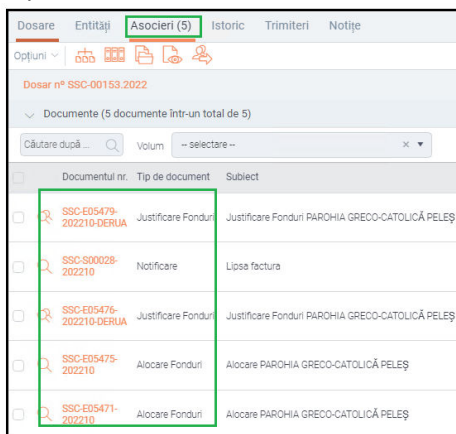 Dosare Entități Asocieri (5) Istoric Trimiteri Notițe
Opțiuni
Dosar nº SSC-00153.2022
Documente (5 documente într-un total de 5)
Căutare după ... Volum -- selectare --
Documentul nr. Tip de document Subiect
SSC-E05479-
202210-DERUA Justificare Fonduri Justificare Fonduri PAROHIA GRECO-CATOLICĂ PELEȘ
SSC-S00028-
202210 Notificare Lipsa factura
SSC-E05476-
202210-DERUA Justificare Fonduri Justificare Fonduri PAROHIA GRECO-CATOLICĂ PELEȘ
SSC-E05475-
202210 Alocare Fonduri Alocare PAROHIA GRECO-CATOLICĂ PELEȘ
SSC-E05471-
202210 Alocare Fonduri Alocare PAROHIA GRECO-CATOLICĂ PELEȘ